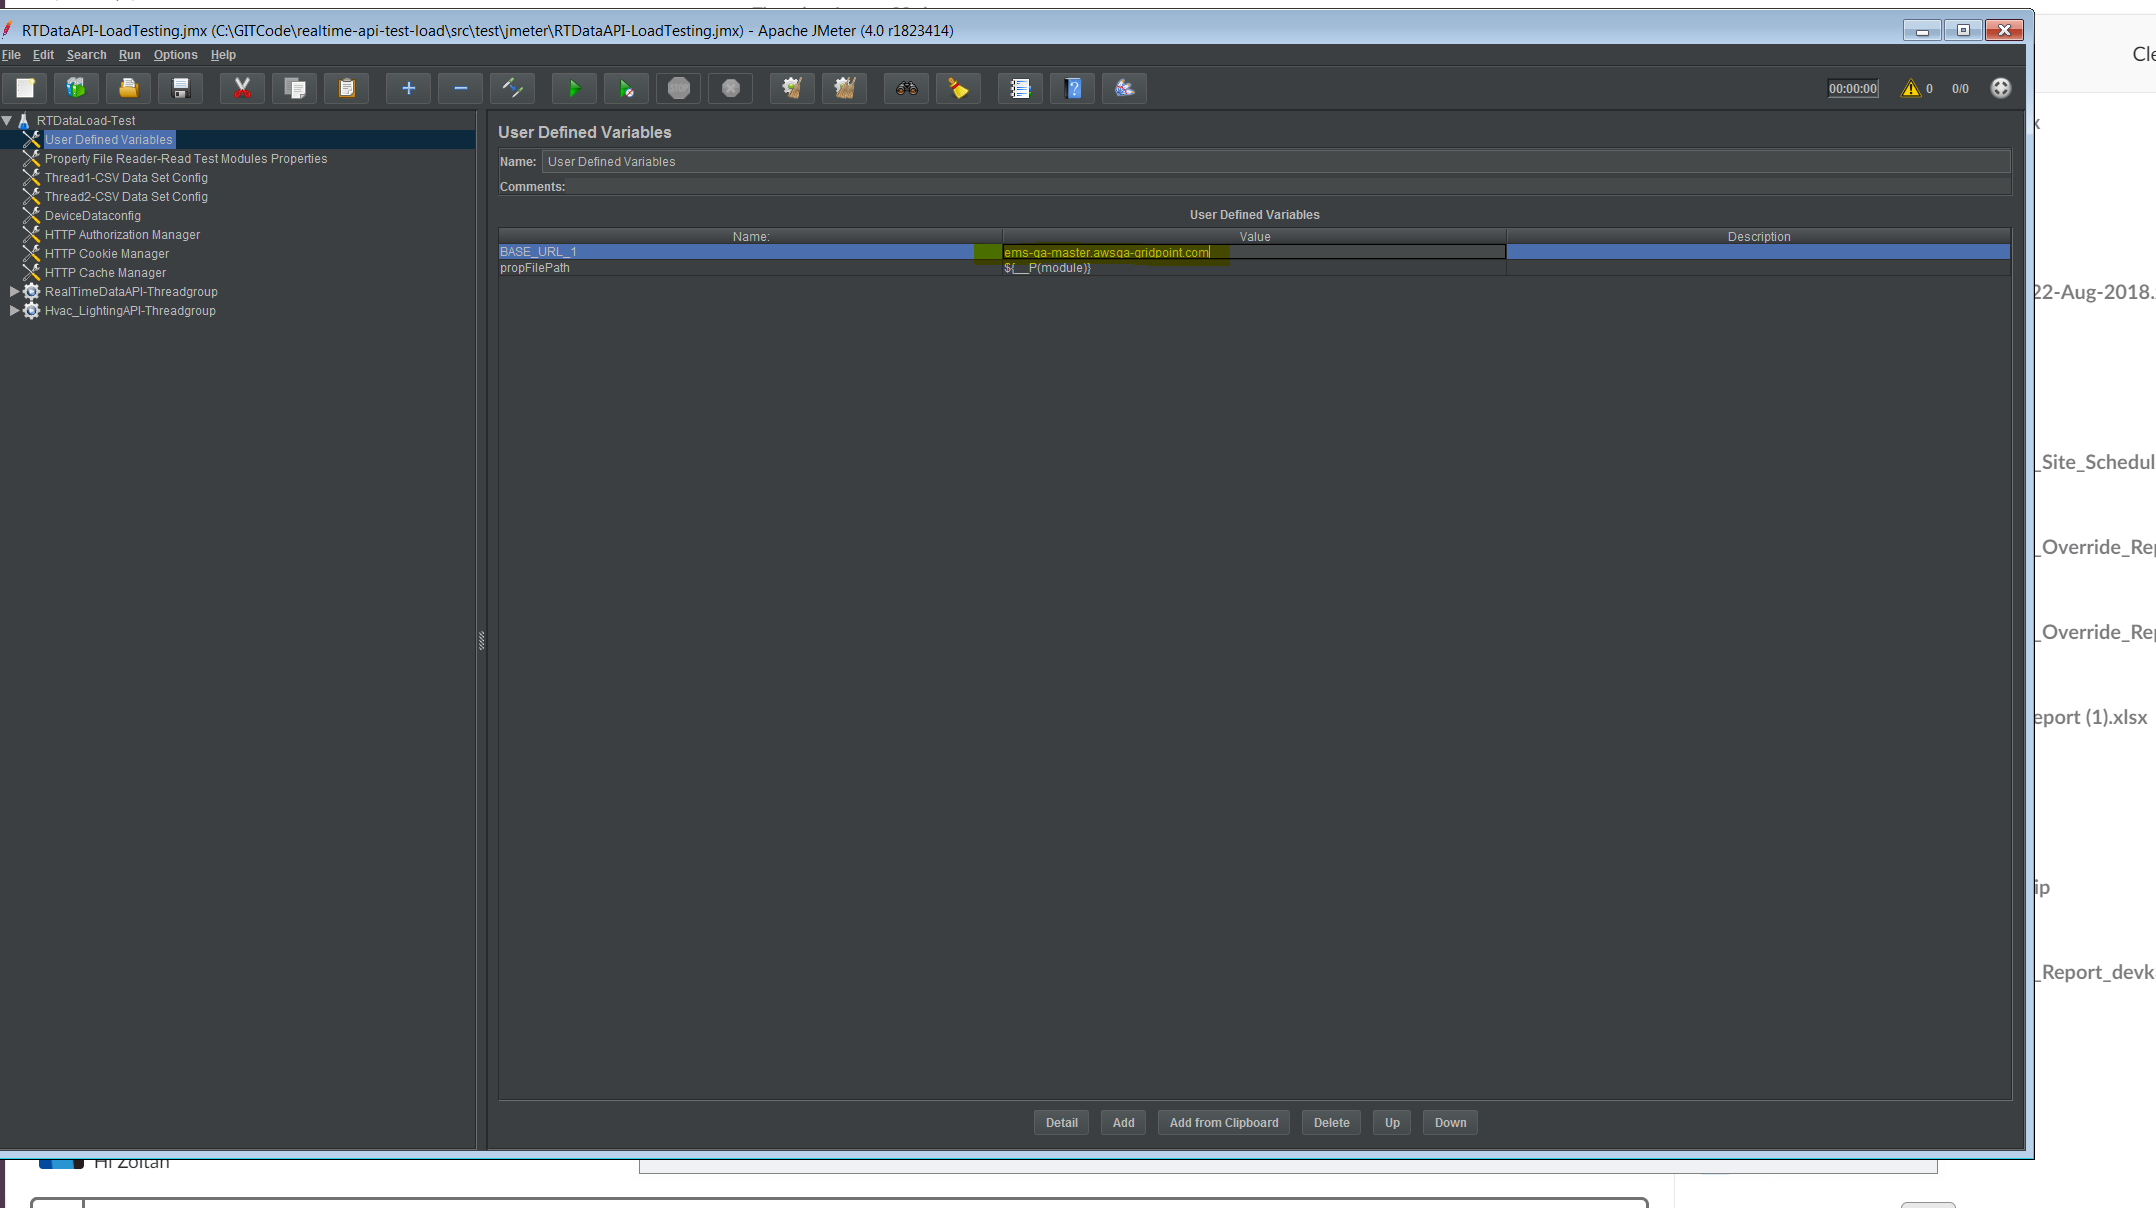 RTDataAPI-LoadTesting.jmx (C:\GITCode\realtime-api-test-load\src\test\jmeter\RTDataAPI-LoadTesting.jmx) - Apache JMeter (4.0 r1823414)
File Edit Search Run Options Help
STOP
00:00:00 0 0/0
RTDataLoad-Test
User Defined Variables
Property File Reader-Read Test Modules Properties
Thread1-CSV Data Set Config
Thread2-CSV Data Set Config
DeviceDataconfig
HTTP Authorization Manager
HTTP Cookie Manager
HTTP Cache Manager
RealTimeDataAPI-Threadgroup
Hvac_LightingAPI-Threadgroup
User Defined Variables
Name: User Defined Variables
Comments:
User Defined Variables
Name: Value Description
BASE_URL_1 ems-qa-master.awsqa-gridpoint.com
propFilePath ${__P(module)}
Detail Add Add from Clipboard Delete Up Down
Cle
x
22-Aug-2018.
_Site_Schedul
_Override_Rep
_Override_Rep
eport (1).xlsx
ip
_Report_devk
Hi Zoltan